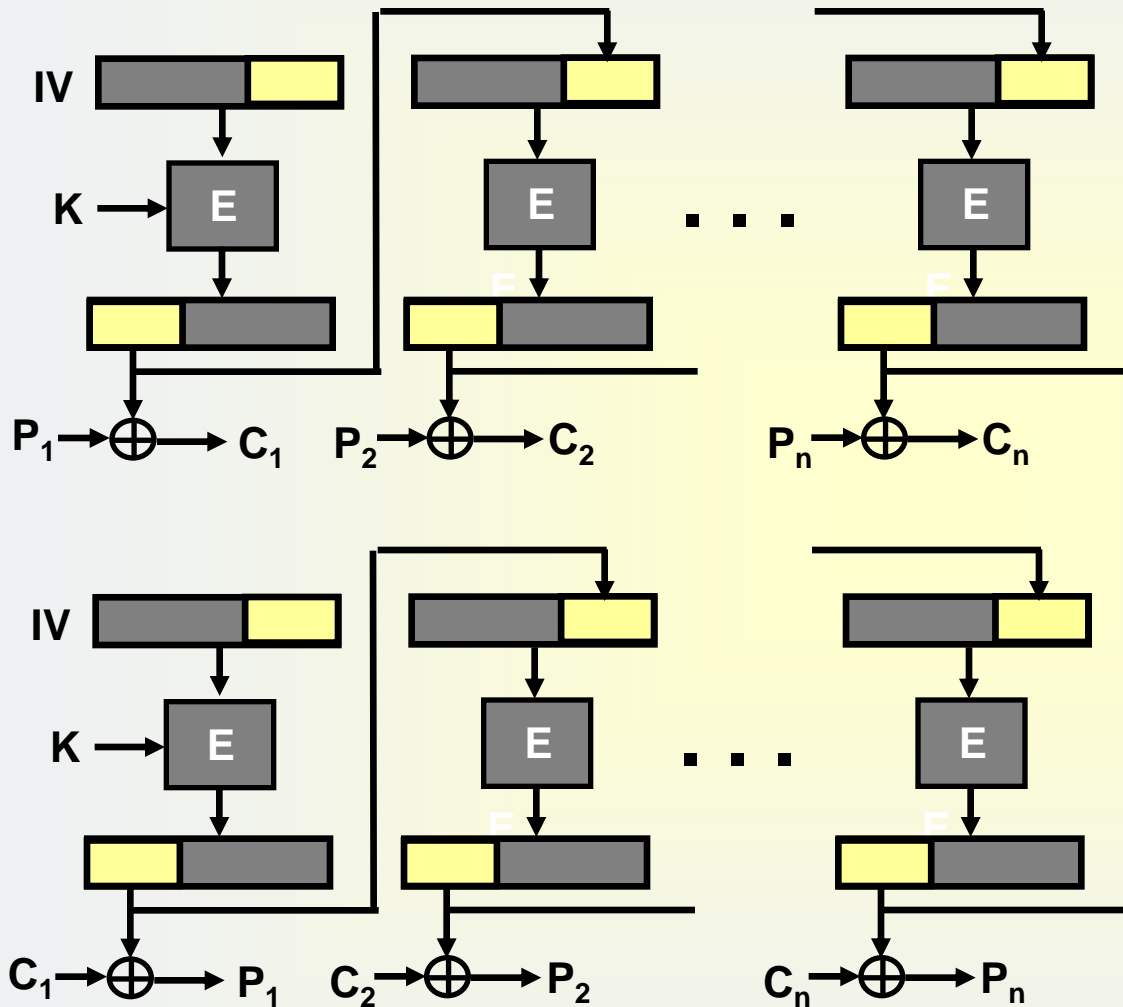 IV
K E E E
. . .
E E
P1 C1 P2 C2 Pn Cn
IV
K E E E
. . .
E E
C1 P1 C2 P2 Cn Pn